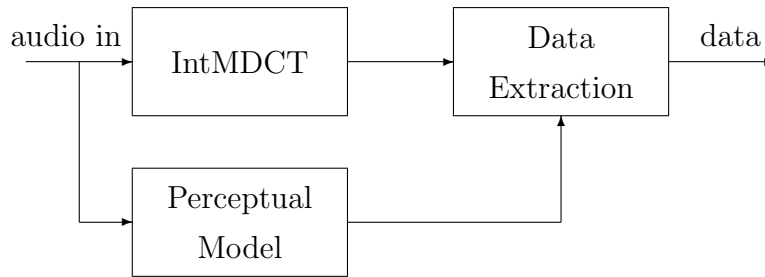 audio in
IntMDCT
Data
Extraction
data
Perceptual
Model